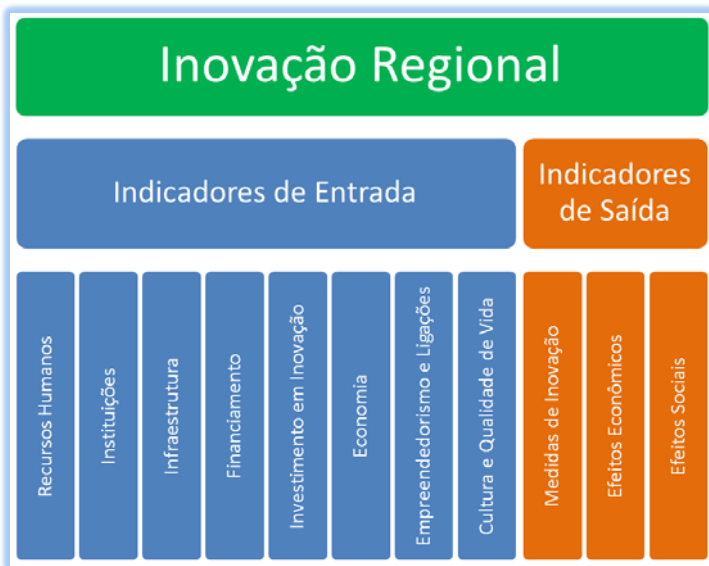 Inovação Regional
Indicadores de Entrada
Indicadores
de Saída
Recursos Humanos
Instituições
Infraestrutura
Financiamento
Investimento em Inovação
Economia
Empreendedorismo e Ligações
Cultura e Qualidade de Vida
Medidas de Inovação
Efeitos Econômicos
Efeitos Sociais